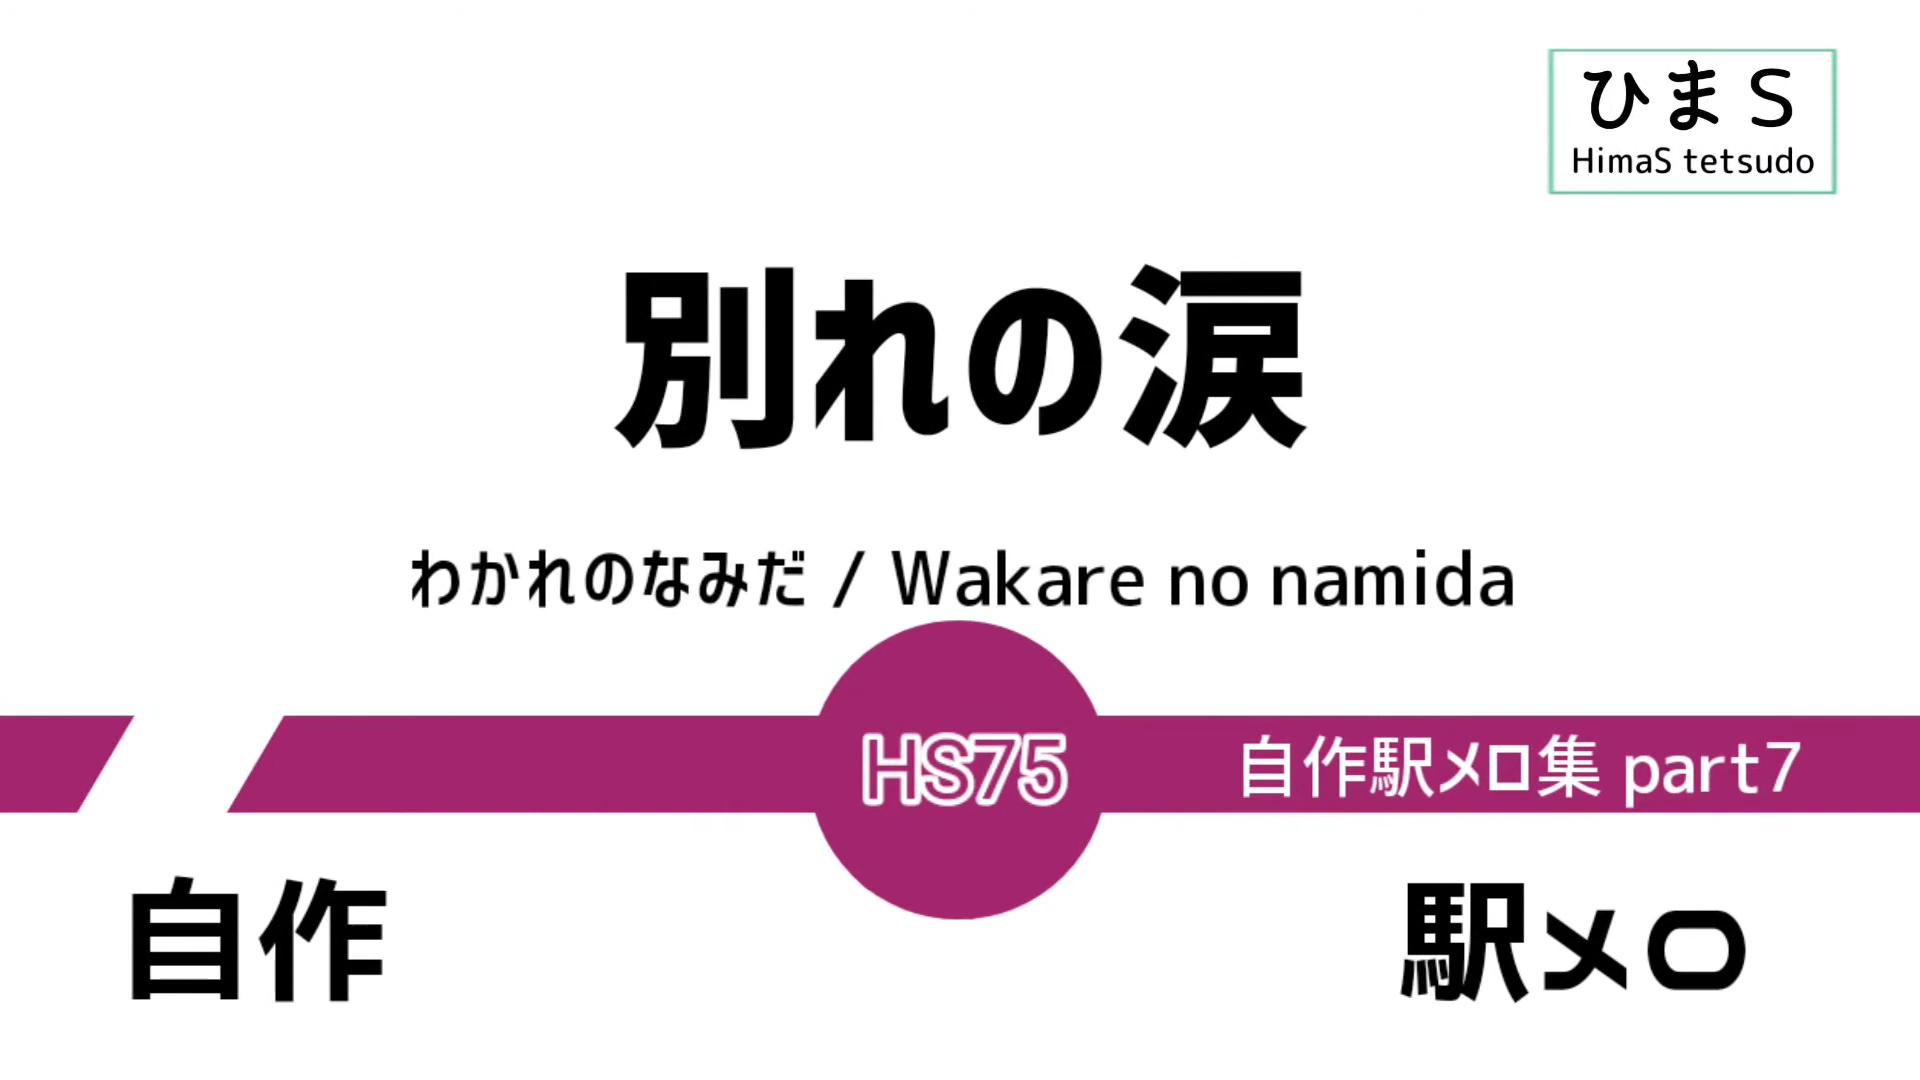 ひまS
HimaS tetsudo
別れの涙
わかれのなみだ / Wakare no namida
HS75
自作駅メロ集 part7
自作
駅メロ